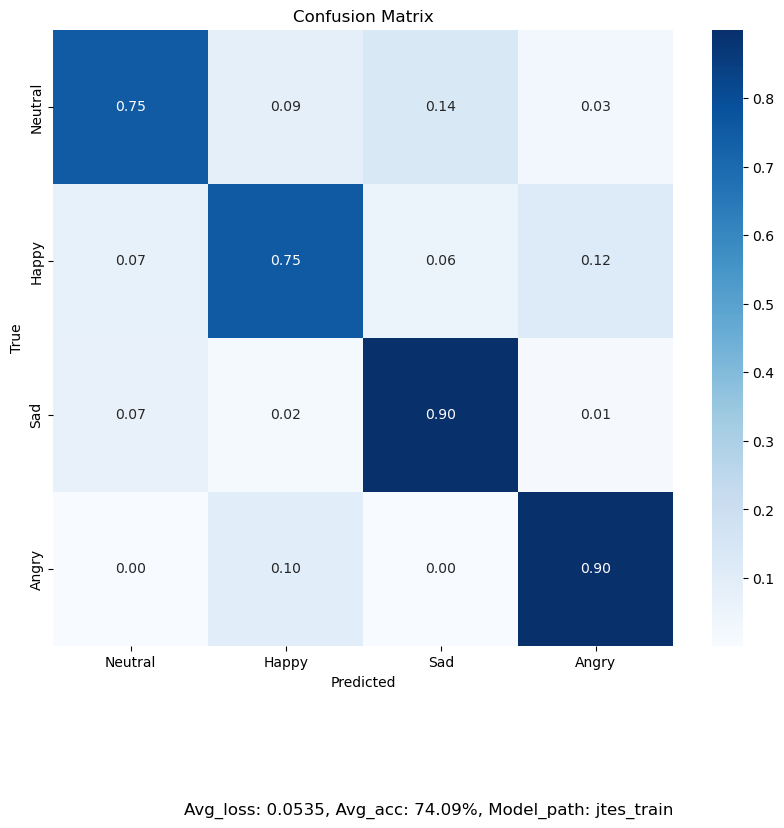 Confusion Matrix
Neutral 0.75 0.09 0.14 0.03
Happy 0.07 0.75 0.06 0.12
Sad 0.07 0.02 0.90 0.01
Angry 0.00 0.10 0.00 0.90
True
Neutral Happy Sad Angry
Predicted
0.8
0.7
0.6
0.5
0.4
0.3
0.2
0.1
Avg_loss: 0.0535, Avg_acc: 74.09%, Model_path: jtes_train